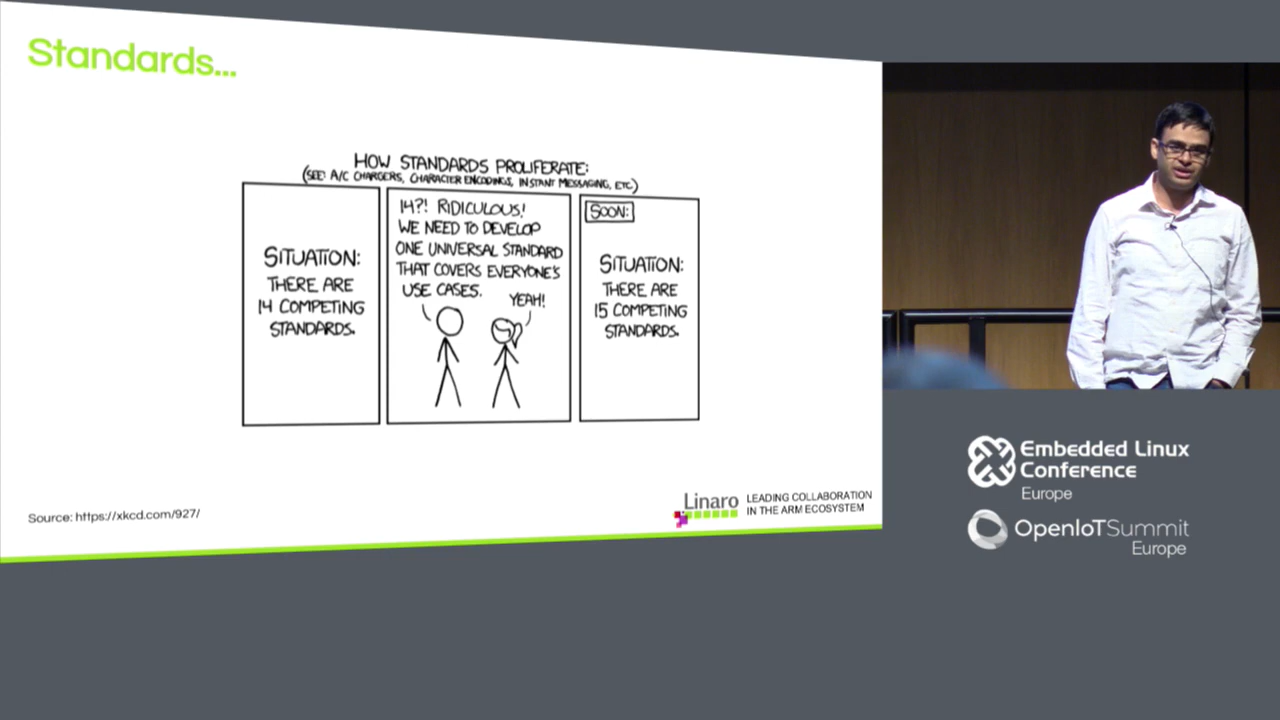 Standards...
HOW STANDARDS PROLIFERATE:
(SEE: A/C CHARGERS, CHARACTER ENCODINGS, INSTANT MESSAGING, ETC.)
SITUATION:
THERE ARE
14 COMPETING
STANDARDS.
14?! RIDICULOUS!
WE NEED TO DEVELOP
ONE UNIVERSAL STANDARD
THAT COVERS EVERYONE'S
USE CASES.
YEAH!
SOON:
SITUATION:
THERE ARE
15 COMPETING
STANDARDS.
Source: https://xkcd.com/927/
Linaro
LEADING COLLABORATION
IN THE ARM ECOSYSTEM
Embedded Linux
Conference
Europe
OpenIoTSummit
Europe